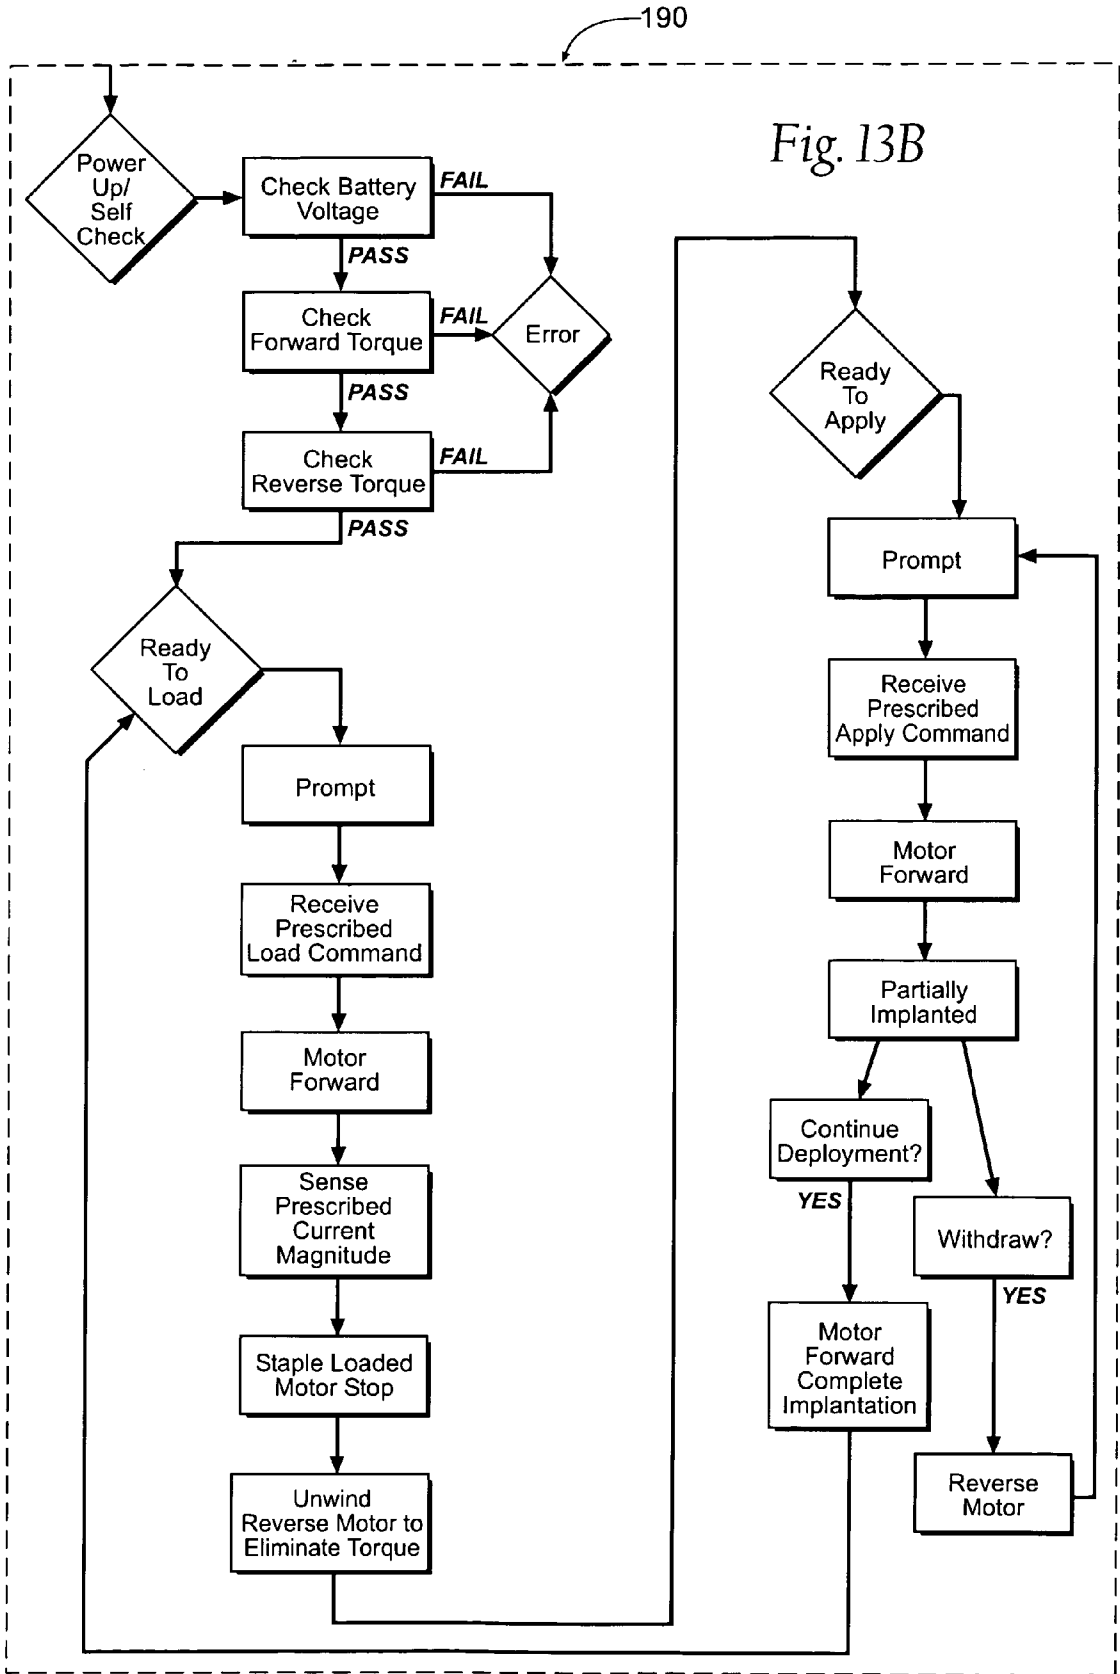 190
Fig. 13B
Power
Up/
Self
Check
Check Battery
Voltage
FAIL
PASS
Check
Forward Torque
FAIL
PASS
Error
Check
Reverse Torque
FAIL
PASS
Ready
To
Load
Prompt
Receive
Prescribed
Load Command
Motor
Forward
Sense
Prescribed
Current
Magnitude
Staple Loaded
Motor Stop
Unwind
Reverse Motor to
Eliminate Torque
Ready
To
Apply
Prompt
Receive
Prescribed
Apply Command
Motor
Forward
Partially
Implanted
Continue
Deployment?
YES
Motor
Forward
Complete
Implantation
Withdraw?
YES
Reverse
Motor